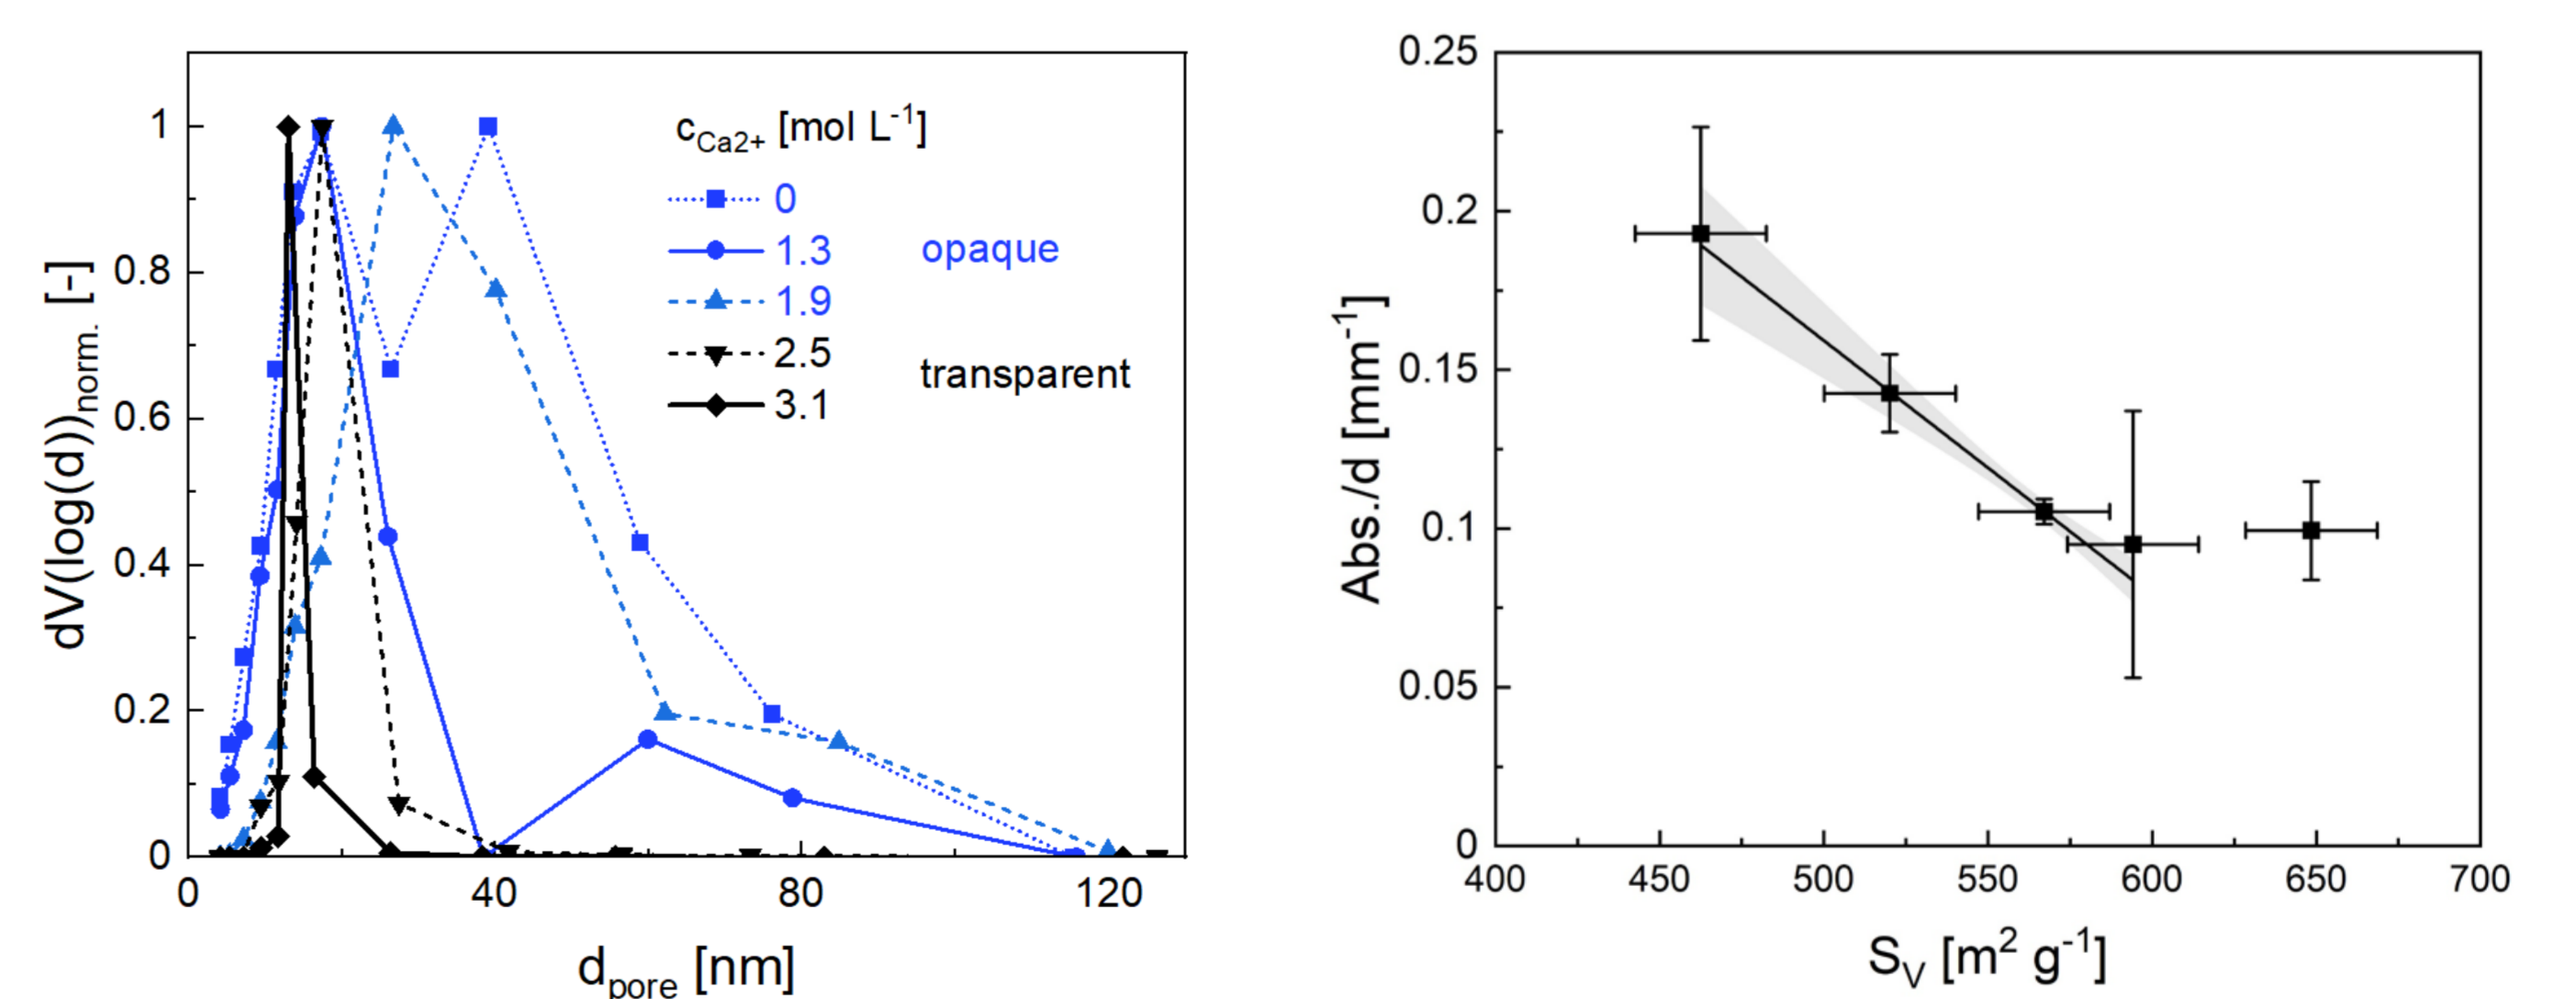 dV(log(d))norm. [-]
1
0.8
0.6
0.4
0.2
0
0 40 80 120
dpore [nm]
cCa2+ [mol L-1]
0
1.3
1.9
2.5
3.1
opaque
transparent
Abs./d [mm-1]
0.25
0.2
0.15
0.1
0.05
0
400 450 500 550 600 650 700
SV [m2 g-1]